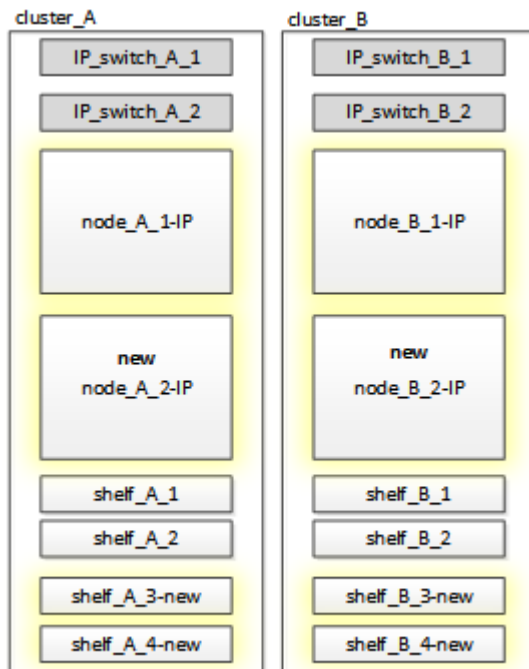 cluster_A
IP_switch_A_1
IP_switch_A_2
node_A_1-IP
new
node_A_2-IP
shelf_A_1
shelf_A_2
shelf_A_3-new
shelf_A_4-new
cluster_B
IP_switch_B_1
IP_switch_B_2
node_B_1-IP
new
node_B_2-IP
shelf_B_1
shelf_B_2
shelf_B_3-new
shelf_B_4-new